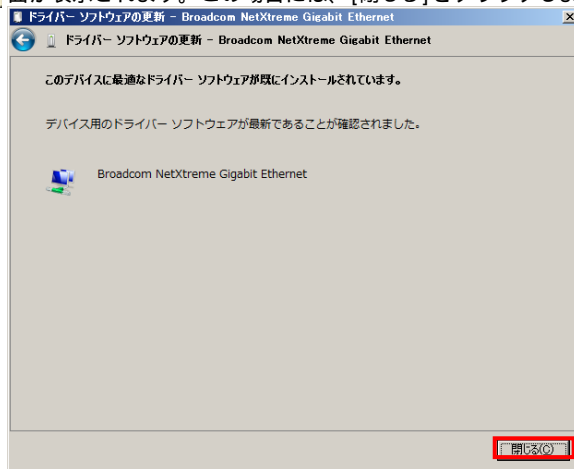 ドライバー ソフトウェアの更新 - Broadcom NetXtreme Gigabit Ethernet
ドライバー ソフトウェアの更新 - Broadcom NetXtreme Gigabit Ethernet
このデバイスに最適なドライバー ソフトウェアが既にインストールされています。
デバイス用のドライバー ソフトウェアが最新であることが確認されました。
Broadcom NetXtreme Gigabit Ethernet
閉じる(C)